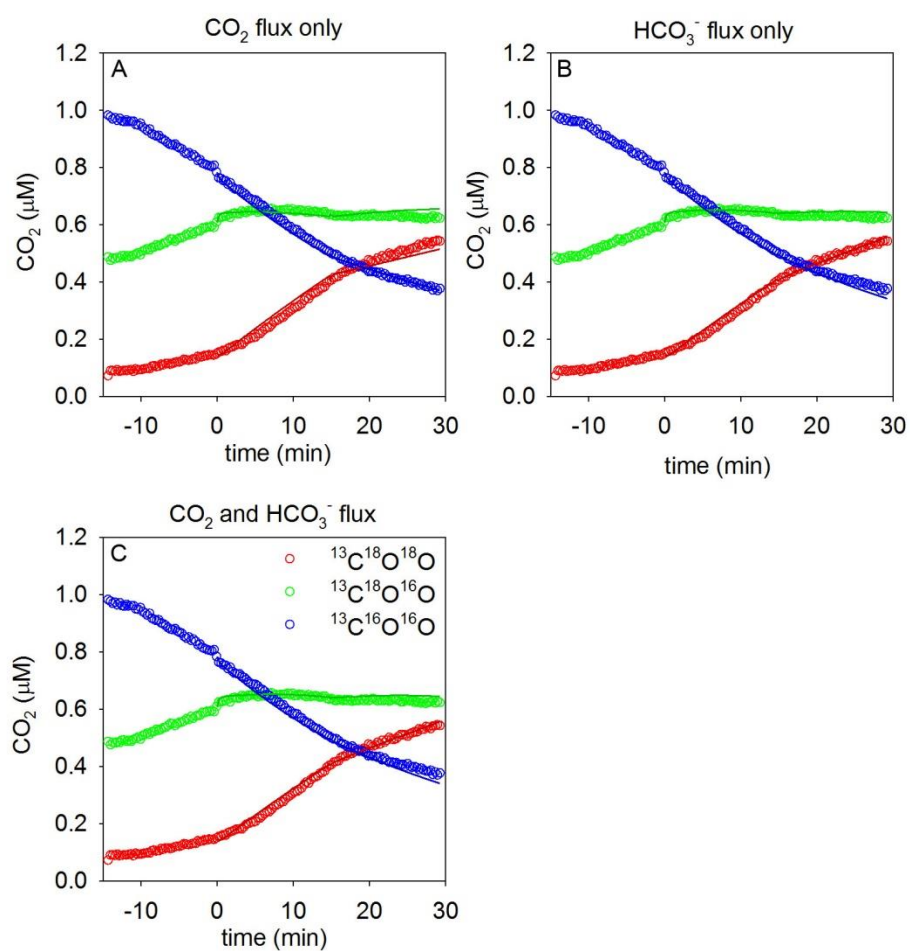 CO₂ flux only
A
1.2
1.0
0.8
0.6
0.4
0.2
0.0
CO₂ (μM)
-10 0 10 20 30
time (min)
HCO₃⁻ flux only
B
1.2
1.0
0.8
0.6
0.4
0.2
0.0
CO₂ (μM)
-10 0 10 20 30
time (min)
CO₂ and HCO₃⁻ flux
C
¹³C¹⁸O¹⁸O
¹³C¹⁸O¹⁶O
¹³C¹⁶O¹⁶O
1.2
1.0
0.8
0.6
0.4
0.2
0.0
CO₂ (μM)
-10 0 10 20 30
time (min)